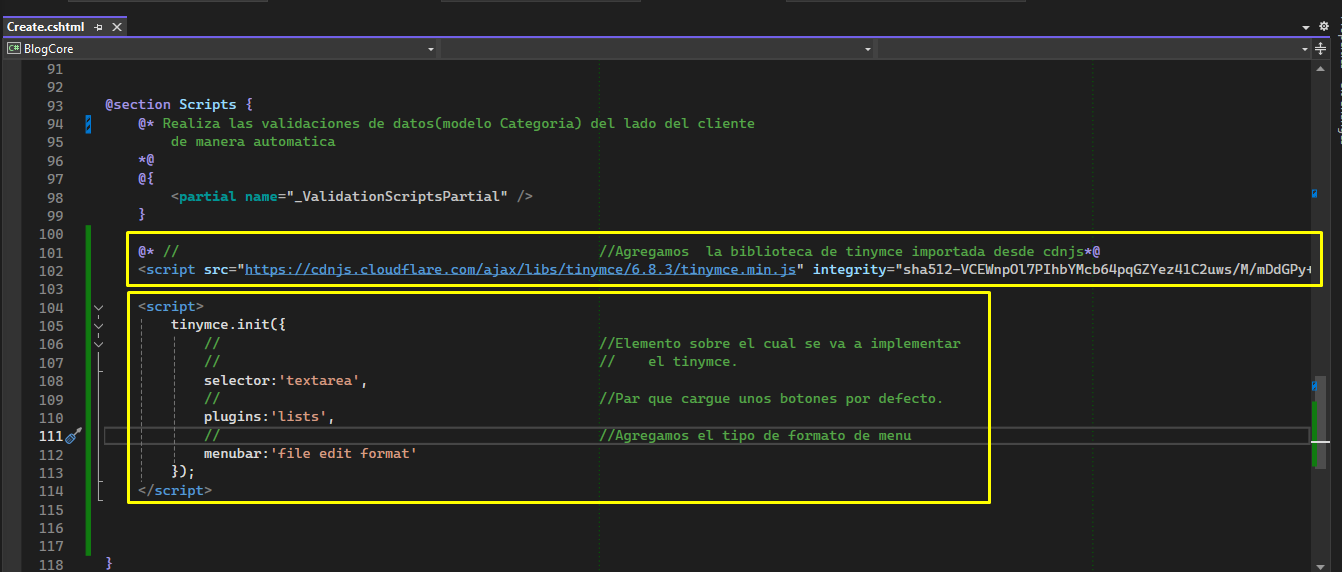 Create.cshtml
C# BlogCore
91
92
93 @section Scripts {
94 @* Realiza las validaciones de datos(modelo Categoria) del lado del cliente
95 de manera automatica
96 *@
97 @{
98 <partial name="_ValidationScriptsPartial" />
99 }
100
101 @* // //Agregamos la biblioteca de tinymce importada desde cdnjs*@
102 <script src="https://cdnjs.cloudflare.com/ajax/libs/tinymce/6.8.3/tinymce.min.js" integrity="sha512-VCEWnpOl7PIhbYMcb64pqGZYez41C2uws/M/mDdGPy+
103
104 <script>
105 tinymce.init({
106 // //Elemento sobre el cual se va a implementar
107 // // el tinymce.
108 selector:'textarea',
109 // //Par que cargue unos botones por defecto.
110 plugins:'lists',
111 // //Agregamos el tipo de formato de menu
112 menubar:'file edit format'
113 });
114 </script>
115
116
117
118 }